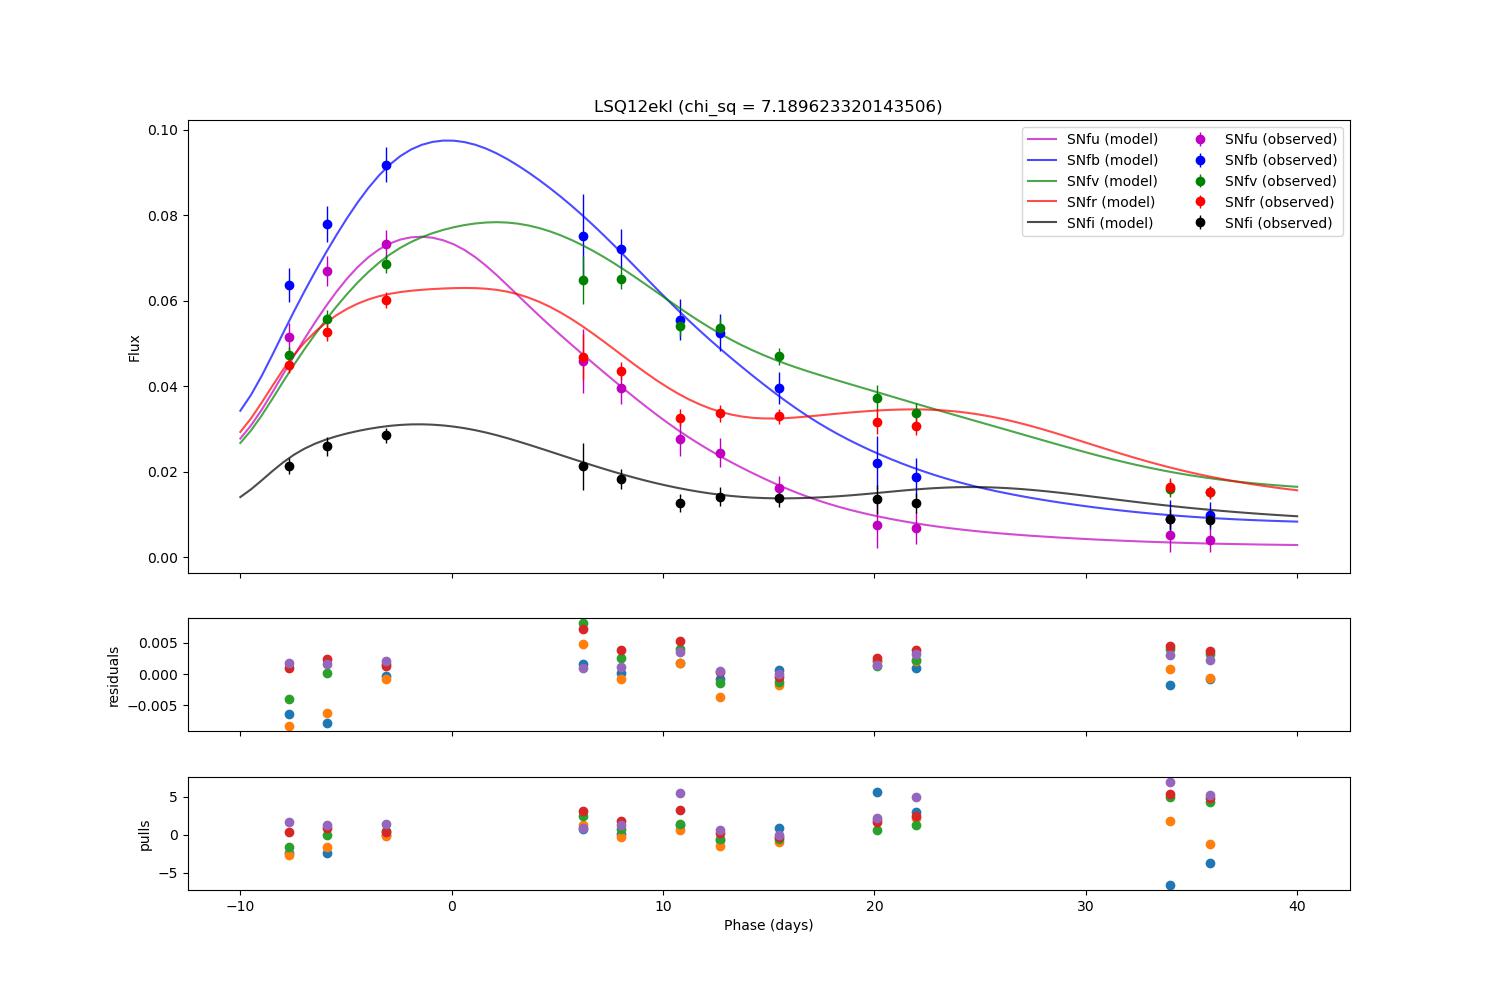 LSQ12ekl (chi_sq = 7.189623320143506)
0.10
0.08
0.06
0.04
0.02
0.00
Flux
SNfu (model)
SNfb (model)
SNfv (model)
SNfr (model)
SNfi (model)
SNfu (observed)
SNfb (observed)
SNfv (observed)
SNfr (observed)
SNfi (observed)
0.005
0.000
−0.005
residuals
5
0
−5
pulls
−10 0 10 20 30 40
Phase (days)